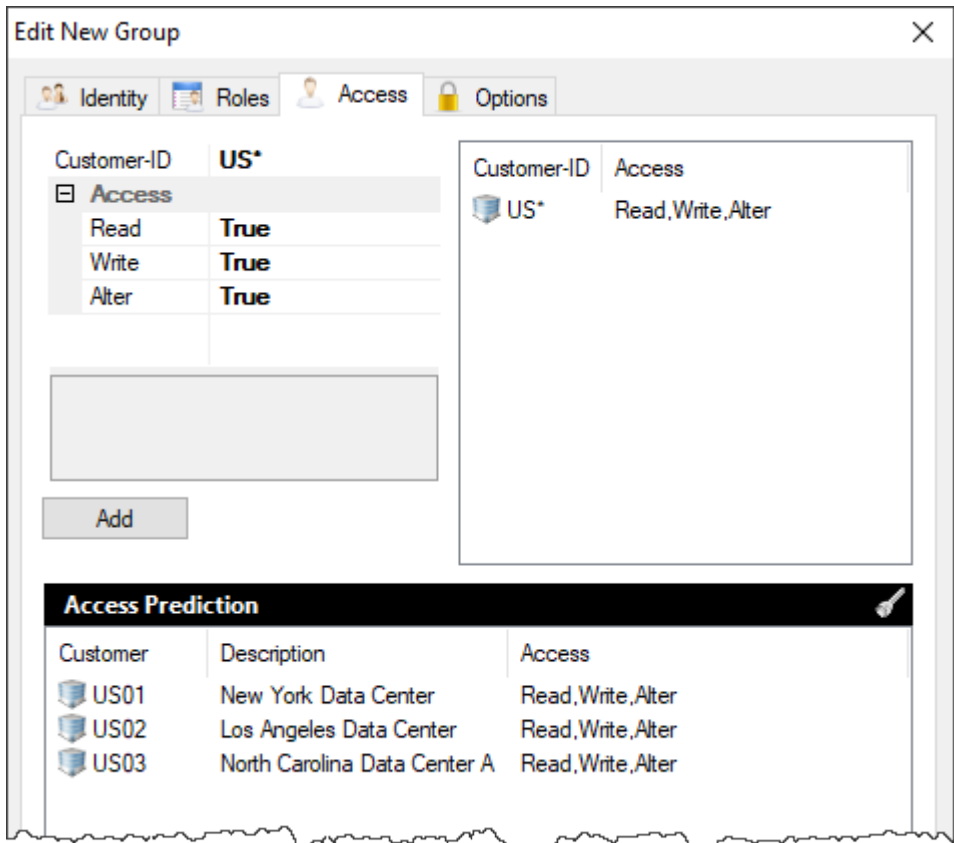 Edit New Group
Identity Roles Access Options
Customer-ID US*
Access
Read True
Write True
Alter True
Add
Customer-ID Access
US* Read,Write,Alter
Access Prediction
Customer Description Access
US01 New York Data Center Read,Write,Alter
US02 Los Angeles Data Center Read,Write,Alter
US03 North Carolina Data Center A Read,Write,Alter